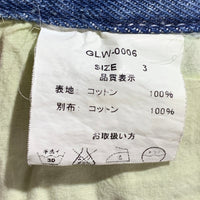 GLW-0006
SIZE 3
品質表示
表地: コットン 100%
別布: コットン 100%
お取扱い方
30